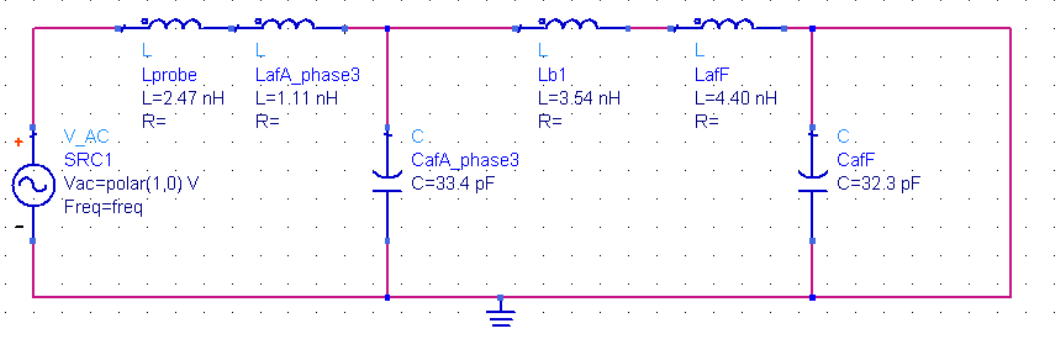 L
Lprobe
L=2.47 nH
R=
L
LafA_phase3
L=1.11 nH
R=
L
Lb1
L=3.54 nH
R=
L
LafF
L=4.40 nH
R=
+
V_AC
SRC1
Vac=polar(1,0) V
Freq=freq
-
C
CafA_phase3
C=33.4 pF
C
CafF
C=32.3 pF